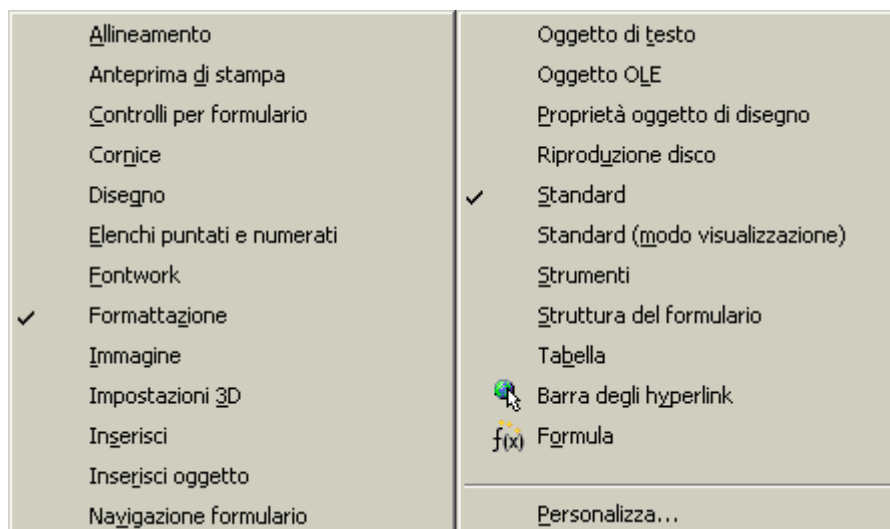 Allineamento
Anteprima di stampa
Controlli per formulario
Cornice
Disegno
Elenchi puntati e numerati
Fontwork
Formattazione
Immagine
Impostazioni 3D
Inserisci
Inserisci oggetto
Navigazione formulario
Oggetto di testo
Oggetto OLE
Proprietà oggetto di disegno
Riproduzione disco
Standard
Standard (modo visualizzazione)
Strumenti
Struttura del formulario
Tabella
Barra degli hyperlink
f(x) Formula
Personalizza...